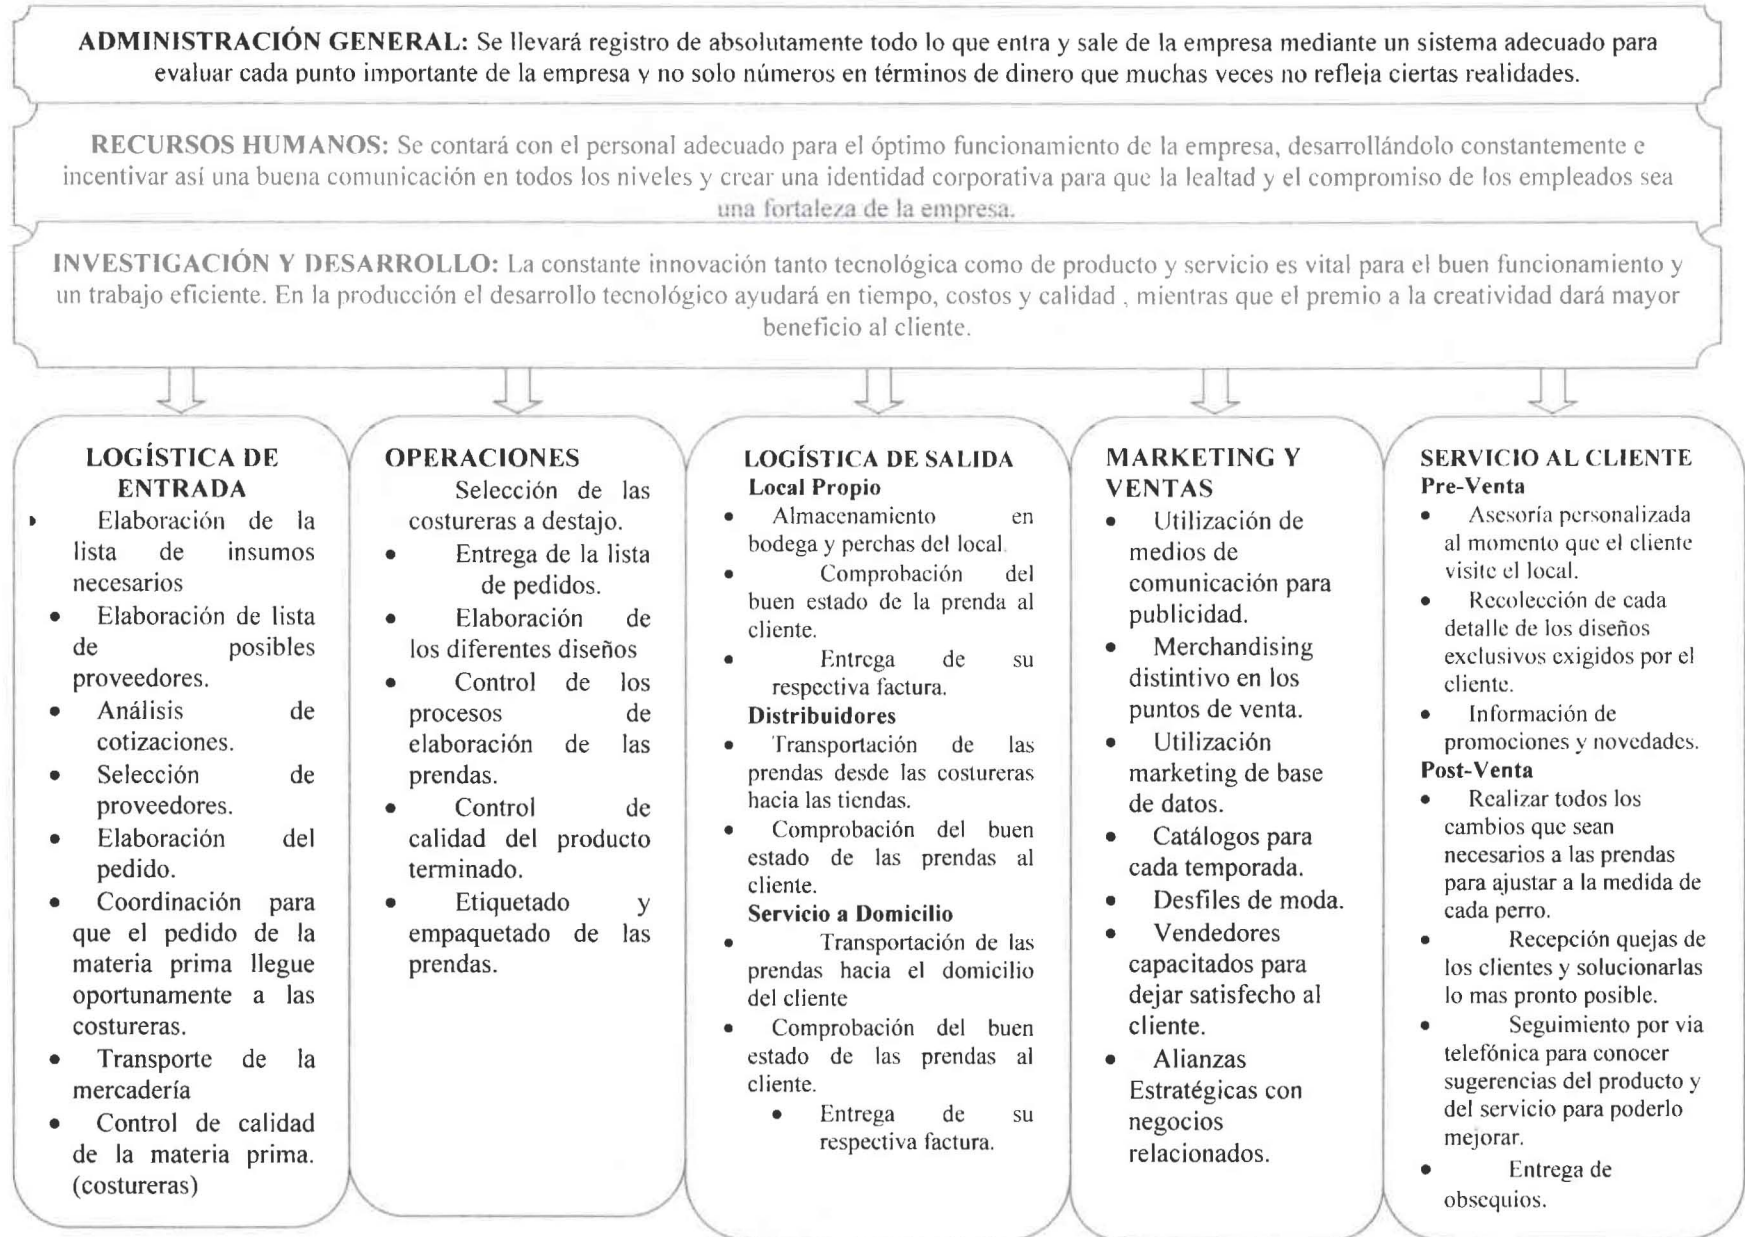 ADMINISTRACIÓN GENERAL: Se llevará registro de absolutamente todo lo que entra y sale de la empresa mediante un sistema adecuado para
evaluar cada punto importante de la empresa y no solo números en términos de dinero que muchas veces no refleja ciertas realidades.
RECURSOS HUMANOS: Se contará con el personal adecuado para el óptimo funcionamiento de la empresa, desarrollándolo constantemente e
incentivar así una buena comunicación en todos los niveles y crear una identidad corporativa para que la lealtad y el compromiso de los empleados sea
una fortaleza de la empresa.
INVESTIGACIÓN Y DESARROLLO: La constante innovación tanto tecnológica como de producto y servicio es vital para el buen funcionamiento y
un trabajo eficiente. En la producción el desarrollo tecnológico ayudará en tiempo, costos y calidad , mientras que el premio a la creatividad dará mayor
beneficio al cliente.
LOGÍSTICA DE
ENTRADA
• Elaboración de la
lista de insumos
necesarios
• Elaboración de lista
de posibles
proveedores.
• Análisis de
cotizaciones.
• Selección de
proveedores.
• Elaboración del
pedido.
• Coordinación para
que el pedido de la
materia prima llegue
oportunamente a las
costureras.
• Transporte de la
mercadería
• Control de calidad
de la materia prima.
(costureras)
OPERACIONES
Selección de las
costureras a destajo.
• Entrega de la lista
de pedidos.
• Elaboración de
los diferentes diseños
• Control de los
procesos de
elaboración de las
prendas.
• Control de
calidad del producto
terminado.
• Etiquetado y
empaquetado de las
prendas.
LOGÍSTICA DE SALIDA
Local Propio
• Almacenamiento en
bodega y perchas del local.
• Comprobación del
buen estado de la prenda al
cliente.
• Entrega de su
respectiva factura.
Distribuidores
• Transportación de las
prendas desde las costureras
hacia las tiendas.
• Comprobación del buen
estado de las prendas al
cliente.
Servicio a Domicilio
• Transportación de las
prendas hacia el domicilio
del cliente
• Comprobación del buen
estado de las prendas al
cliente.
• Entrega de su
respectiva factura.
MARKETING Y
VENTAS
• Utilización de
medios de
comunicación para
publicidad.
• Merchandising
distintivo en los
puntos de venta.
• Utilización
marketing de base
de datos.
• Catálogos para
cada temporada.
• Desfiles de moda.
• Vendedores
capacitados para
dejar satisfecho al
cliente.
• Alianzas
Estratégicas con
negocios
relacionados.
SERVICIO AL CLIENTE
Pre-Venta
• Asesoría personalizada
al momento que el cliente
visite el local.
• Recolección de cada
detalle de los diseños
exclusivos exigidos por el
cliente.
• Información de
promociones y novedades.
Post-Venta
• Realizar todos los
cambios que sean
necesarios a las prendas
para ajustar a la medida de
cada perro.
• Recepción quejas de
los clientes y solucionarlas
lo mas pronto posible.
• Seguimiento por via
telefónica para conocer
sugerencias del producto y
del servicio para poderlo
mejorar.
• Entrega de
obsequios.